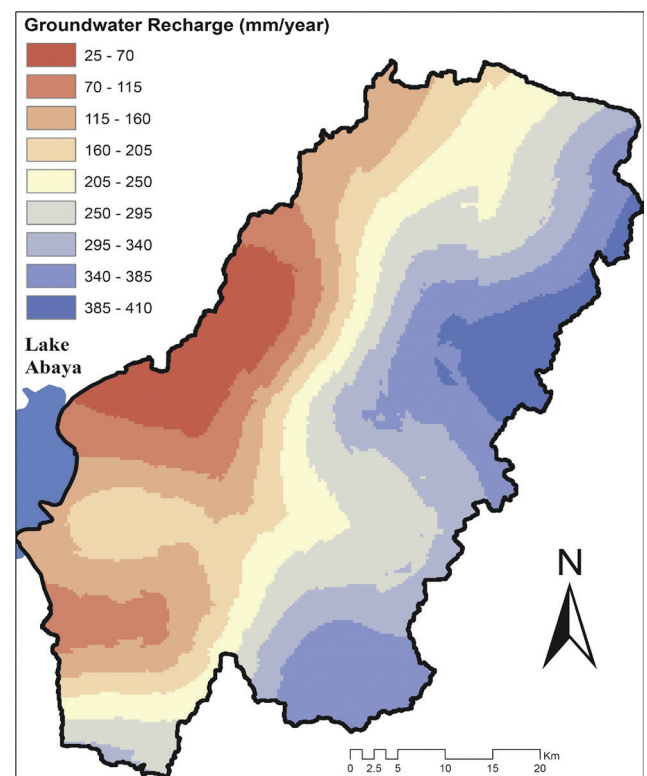 Groundwater Recharge (mm/year)
25 - 70
70 - 115
115 - 160
160 - 205
205 - 250
250 - 295
295 - 340
340 - 385
385 - 410
Lake
Abaya
N
Km
0 2.5 5 10 15 20